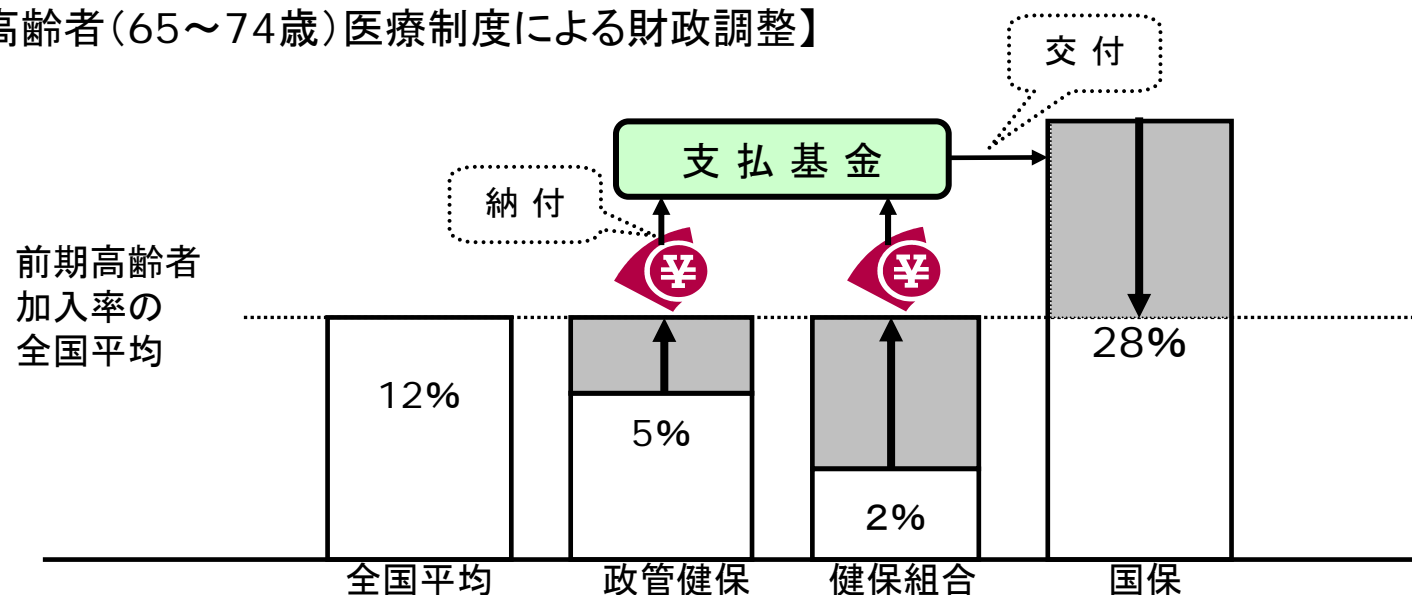 高齢者(65～74歳)医療制度による財政調整】
交 付
支 払 基 金
納 付
¥
¥
前期高齢者
加入率の
全国平均
12%
5%
2%
28%
全国平均
政管健保
健保組合
国保